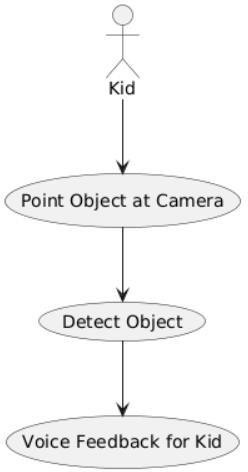 Kid
Point Object at Camera
Detect Object
Voice Feedback for Kid